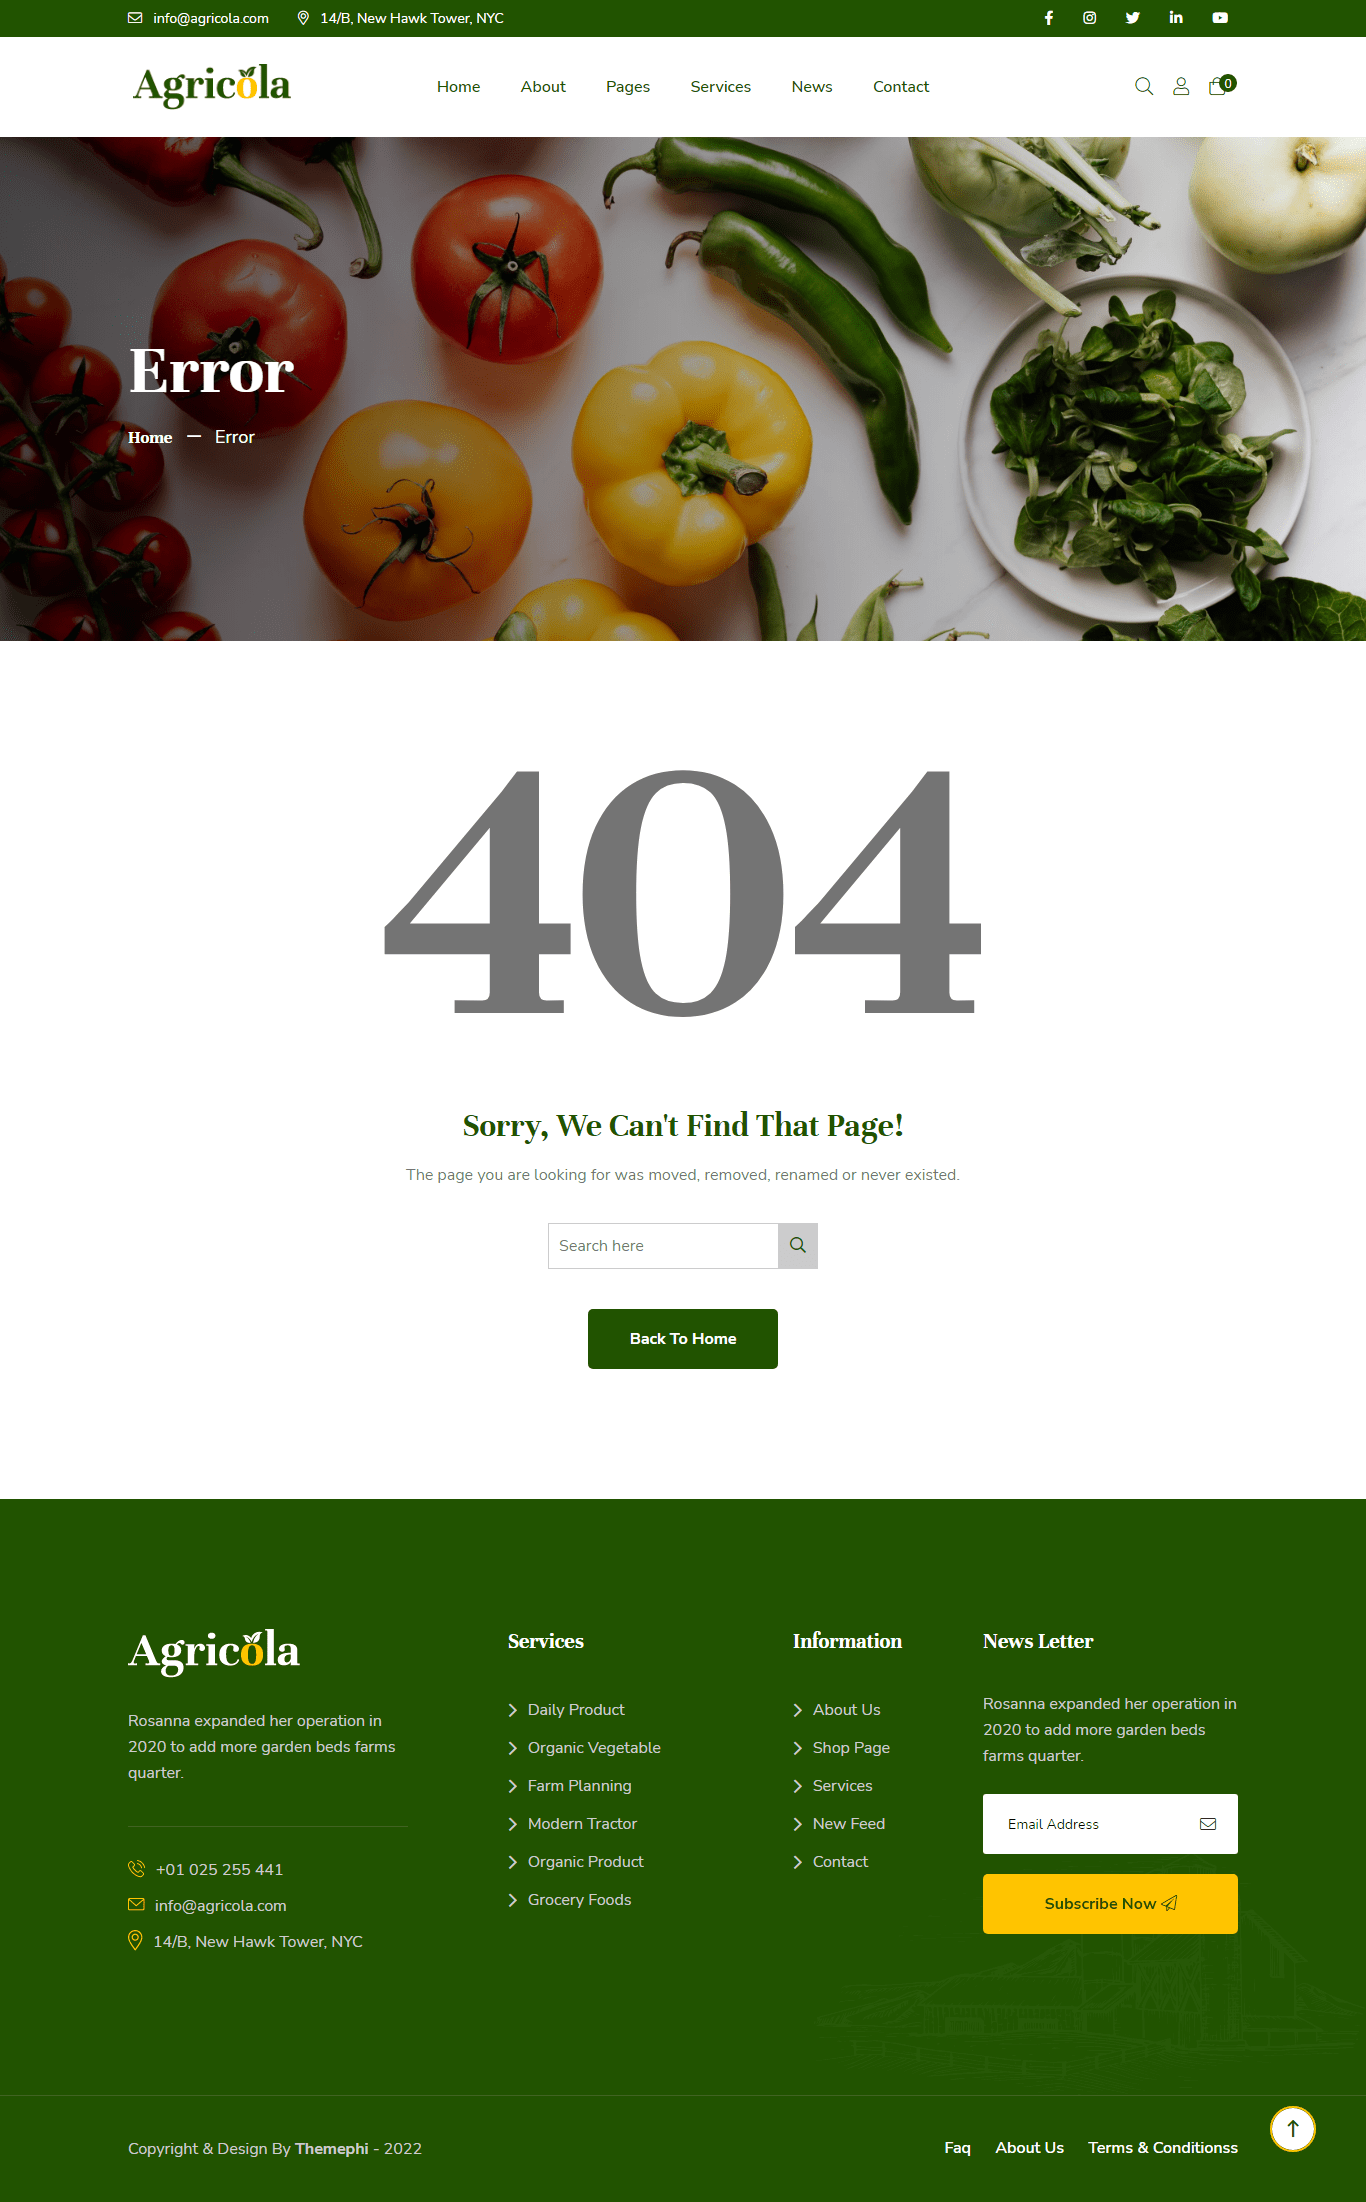 info@agricola.com
14/B, New Hawk Tower, NYC
Agricola
Home
About
Pages
Services
News
Contact
0
Error
Home — Error
404
Sorry, We Can't Find That Page!
The page you are looking for was moved, removed, renamed or never existed.
Search here
Back To Home
Agricola
Rosanna expanded her operation in
2020 to add more garden beds farms
quarter.
+01 025 255 441
info@agricola.com
14/B, New Hawk Tower, NYC
Services
Daily Product
Organic Vegetable
Farm Planning
Modern Tractor
Organic Product
Grocery Foods
Information
About Us
Shop Page
Services
New Feed
Contact
News Letter
Rosanna expanded her operation in
2020 to add more garden beds
farms quarter.
Email Address
Subscribe Now
Copyright & Design By Themephi - 2022
Faq
About Us
Terms & Conditionss